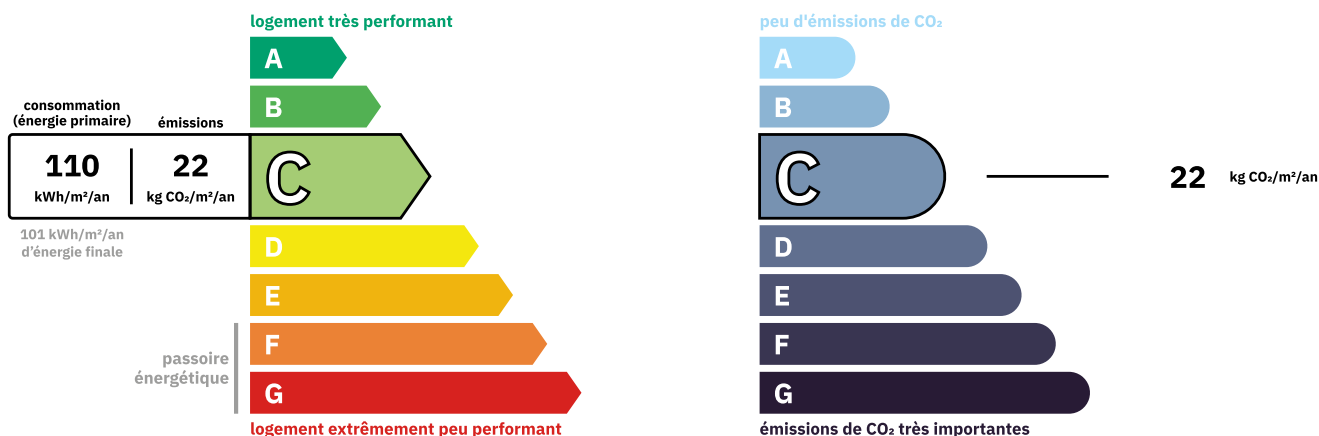 logement très performant
A
B
consommation
(énergie primaire)
émissions
110
kWh/m²/an
22
kg CO₂/m²/an
C
101 kWh/m²/an
d'énergie finale
D
E
passoire
énergétique
F
G
logement extrêmement peu performant
peu d'émissions de CO₂
A
B
C
22 kg CO₂/m²/an
D
E
F
G
émissions de CO₂ très importantes